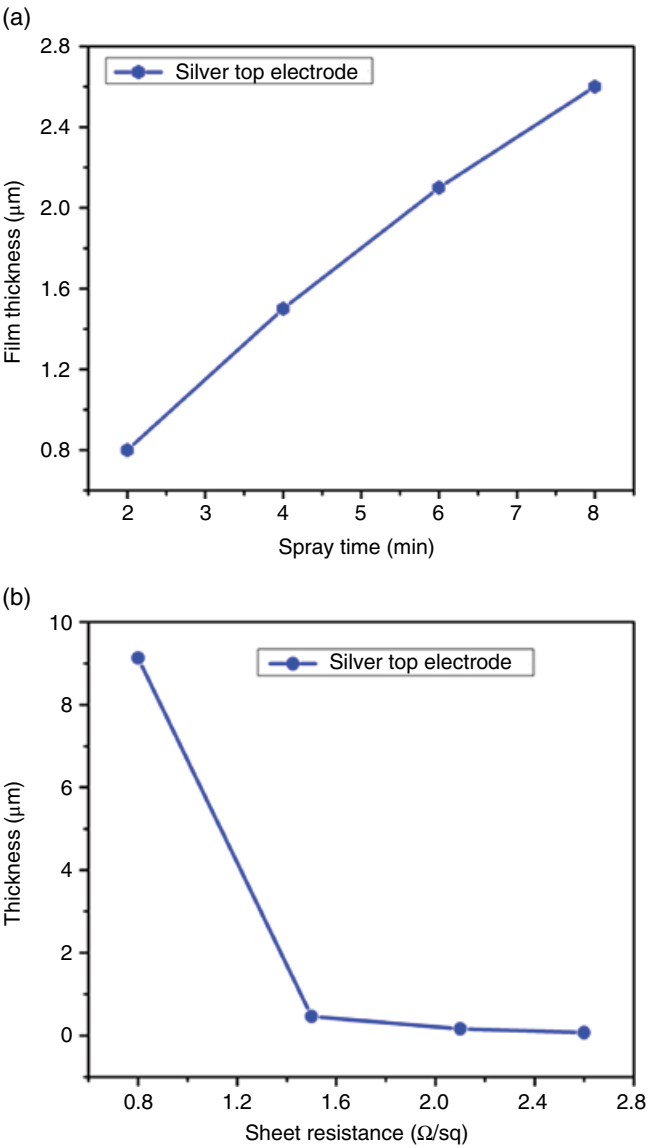 (a)
2.8
Silver top electrode
2.4
2.0
1.6
1.2
0.8
Film thickness (μm)
2 3 4 5 6 7 8
Spray time (min)
(b)
10
Silver top electrode
8
6
4
2
0
Thickness (μm)
0.8 1.2 1.6 2.0 2.4 2.8
Sheet resistance (Ω/sq)